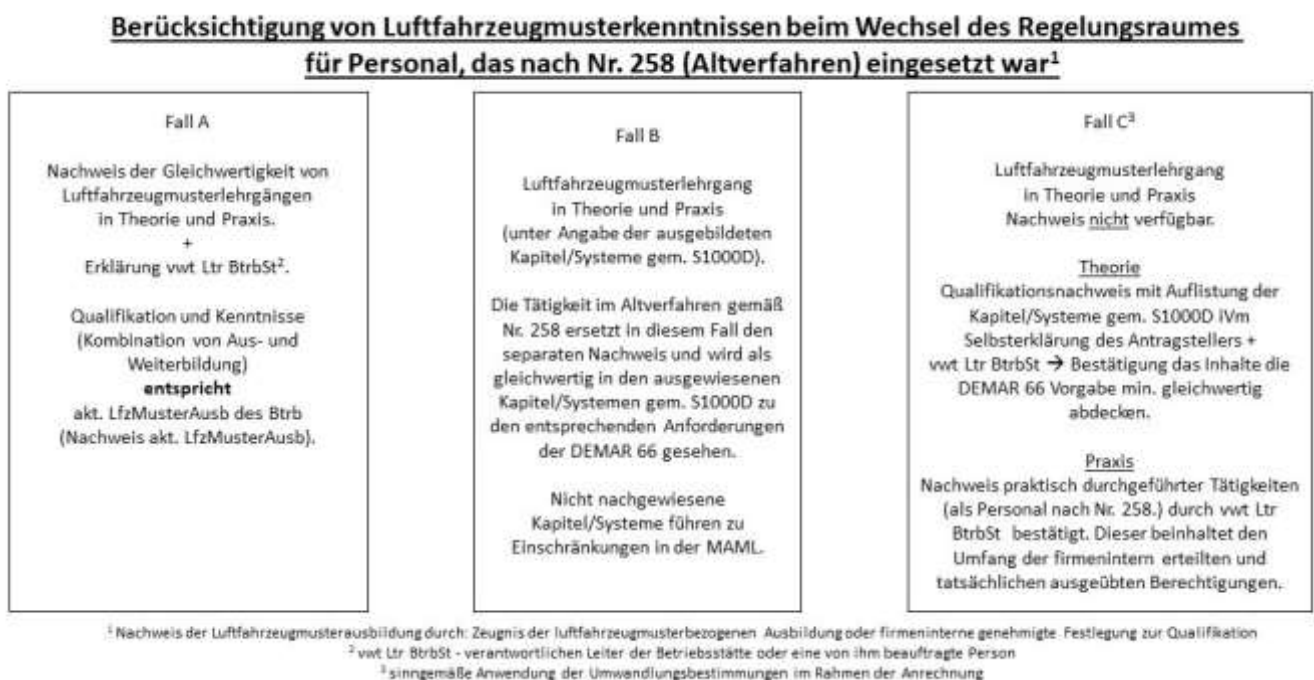 Berücksichtigung von Luftfahrzeugmusterkenntnissen beim Wechsel des Regelungsraumes
für Personal, das nach Nr. 258 (Altverfahren) eingesetzt war¹
Fall A
Nachweis der Gleichwertigkeit von
Luftfahrzeugmusterlehrgängen
in Theorie und Praxis.
+
Erklärung vwt Ltr BtrbSt².
Qualifikation und Kenntnisse
(Kombination von Aus- und
Weiterbildung)
entspricht
akt. LfzMusterAusb des Btrb
(Nachweis akt. LfzMusterAusb).
Fall B
Luftfahrzeugmusterlehrgang
in Theorie und Praxis
(unter Angabe der ausgebildeten
Kapitel/Systeme gem. S1000D).
Die Tätigkeit im Altverfahren gemäß
Nr. 258 ersetzt in diesem Fall den
separaten Nachweis und wird als
gleichwertig in den ausgewiesenen
Kapitel/Systemen gem. S1000D zu
den entsprechenden Anforderungen
der DEMAR 66 gesehen.
Nicht nachgewiesene
Kapitel/Systeme führen zu
Einschränkungen in der MAML.
Fall C³
Luftfahrzeugmusterlehrgang
in Theorie und Praxis
Nachweis nicht verfügbar.
Theorie
Qualifikationsnachweis mit Auflistung der
Kapitel/Systeme gem. S1000D iVm
Selbsterklärung des Antragstellers +
vwt Ltr BtrbSt → Bestätigung das Inhalte die
DEMAR 66 Vorgabe min. gleichwertig
abdecken.
Praxis
Nachweis praktisch durchgeführter Tätigkeiten
(als Personal nach Nr. 258.) durch vwt Ltr
BtrbSt bestätigt. Dieser beinhaltet den
Umfang der firmenintern erteilten und
tatsächlichen ausgeübten Berechtigungen.
¹ Nachweis der Luftfahrzeugmusterausbildung durch: Zeugnis der luftfahrzeugmusterbezogenen Ausbildung oder firmeninterne genehmigte Festlegung zur Qualifikation
² vwt Ltr BtrbSt - verantwortlichen Leiter der Betriebsstätte oder eine von ihm beauftragte Person
³ sinngemäße Anwendung der Umwandlungsbestimmungen im Rahmen der Anrechnung